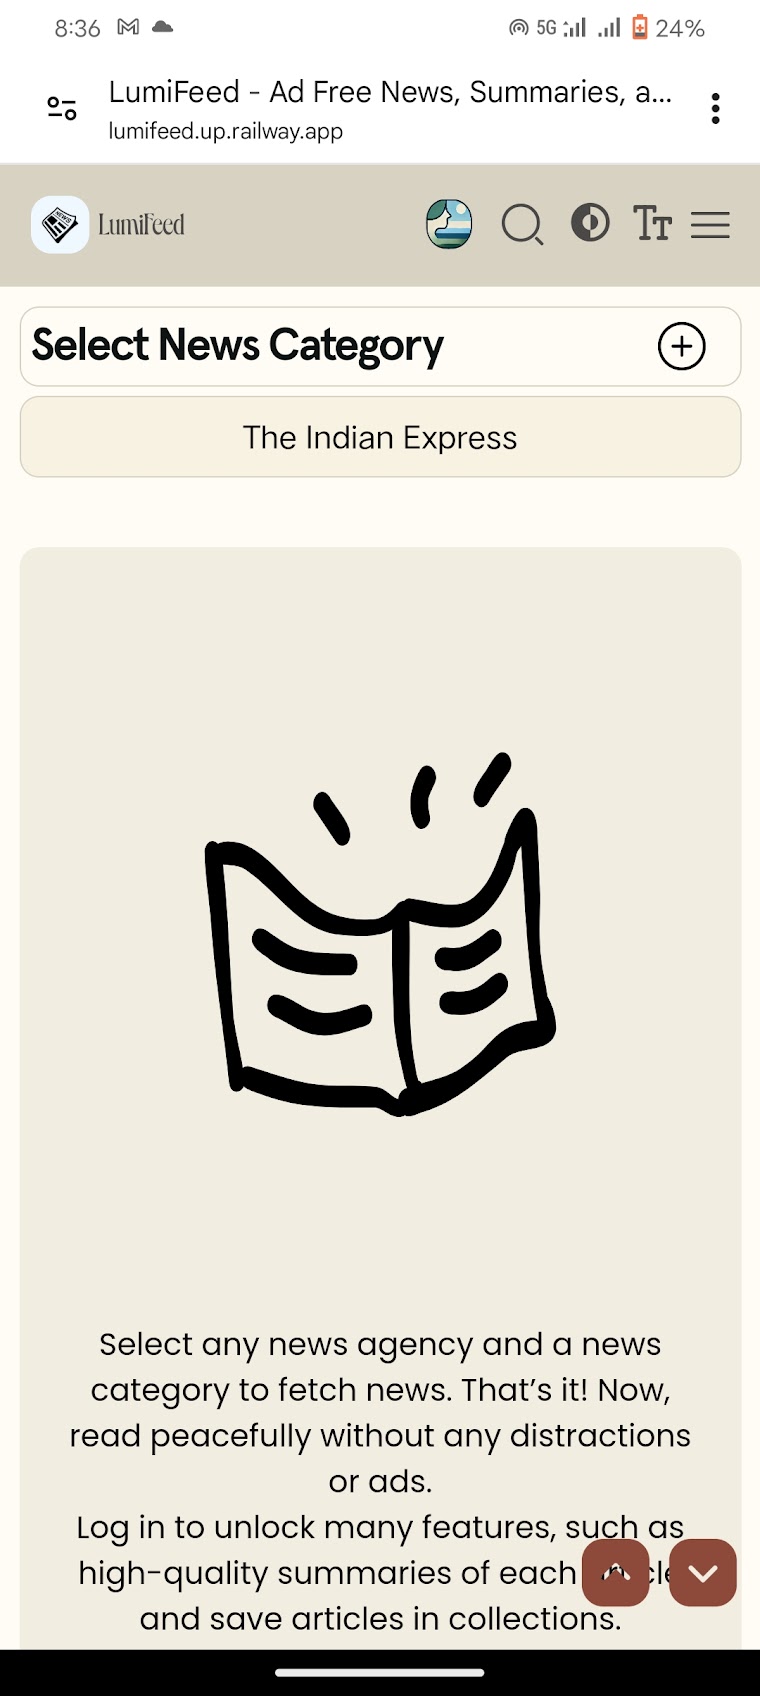 8:36 5G 24%
LumiFeed - Ad Free News, Summaries, a...
lumifeed.up.railway.app
NEWS LumiFeed TT
Select News Category
The Indian Express
Select any news agency and a news
category to fetch news. That’s it! Now,
read peacefully without any distractions
or ads.
Log in to unlock many features, such as
high-quality summaries of each
and save articles in collections.